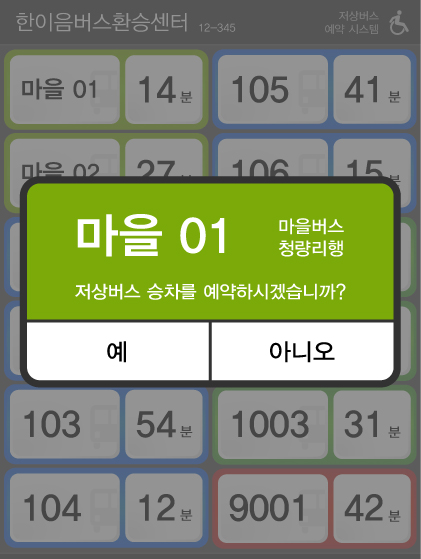 한이음버스환승센터 12-345
저상버스
예약 시스템
마을 01 14분 105 41분
마을 02 27분 106 15분
마을 01
마을버스
청량리행
저상버스 승차를 예약하시겠습니까?
예 아니오
103 54분 1003 31분
104 12분 9001 42분